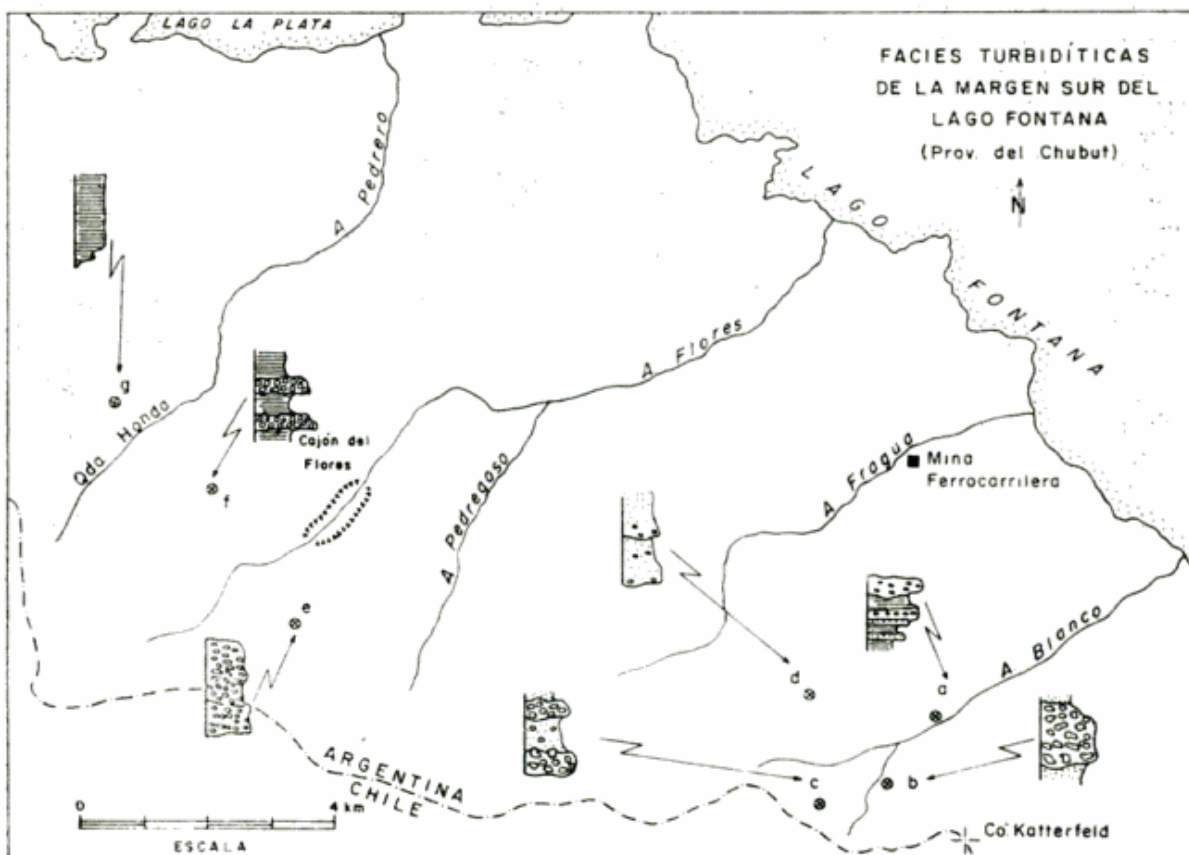 LAGO LA PLATA
FACIES TURBIDÍTICAS
DE LA MARGEN SUR DEL
LAGO FONTANA
(Prov. del Chubut)
N
A Pedrero
LAGO FONTANA
g
Qda Honda
A Flores
Cajón del
Flores
f
A Pedregoso
A Fragua
Mina
Ferrocarrilera
e
d
a
A Blanco
c
b
ARGENTINA
CHILE
0 4 km
ESCALA
Co. Katterfeld